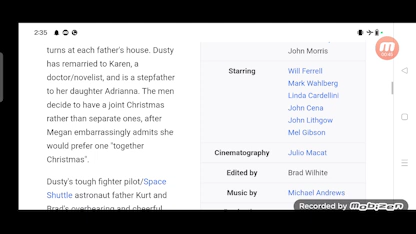 2:35
turns at each father's house. Dusty
has remarried to Karen, a
doctor/novelist, and is a stepfather
to her daughter Adrianna. The men
decide to have a joint Christmas
rather than separate ones, after
Megan embarrassingly admits she
would prefer one "together
Christmas".
Dusty's tough fighter pilot/Space
Shuttle astronaut father Kurt and
Brad's overbearing and cheerful
John Morris
Starring
Will Ferrell
Mark Wahlberg
Linda Cardellini
John Cena
John Lithgow
Mel Gibson
Cinematography Julio Macat
Edited by Brad Wilhite
Music by Michael Andrews
Recorded by Mobizen